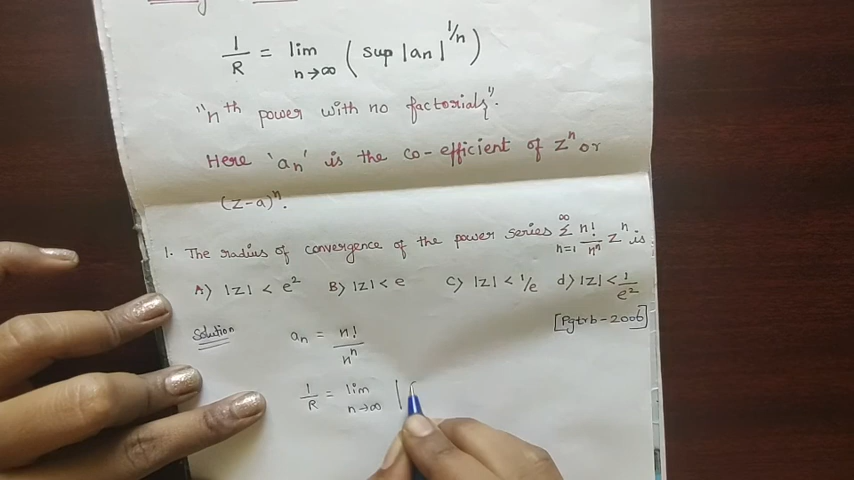 1/R = lim n→∞ ( sup |an|^1/n )
"nth power with no factorials".
Here 'an' is the co-efficient of z^n or
(z-a)^n.
1. The radius of convergence of the power series ∞ Σ n=1 n!/n^n z^n is
A) |z| < e^2 B) |z| < e C) |z| < 1/e d) |z| < 1/e^2
[Pgtrb-2006]
Solution an = n!/n^n
1/R = lim n→∞ |